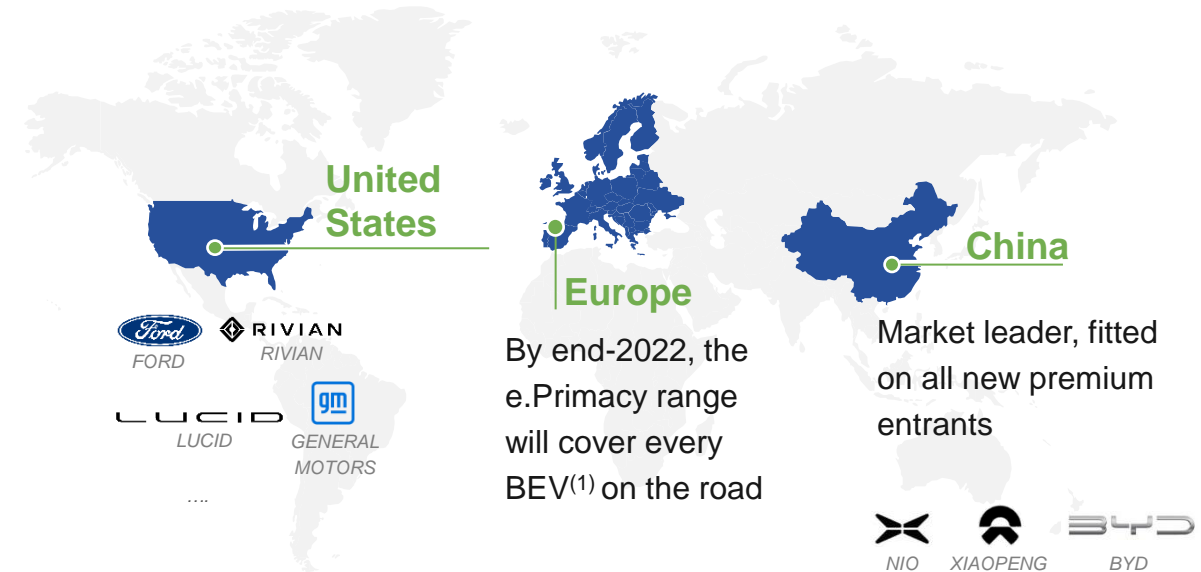 United
States
Ford
RIVIAN
FORD
RIVIAN
LUCID
gm
LUCID
GENERAL
MOTORS
….
Europe
By end-2022, the
e.Primacy range
will cover every
BEV(1) on the road
China
Market leader, fitted
on all new premium
entrants
BYD
NIO
XIAOPENG
BYD